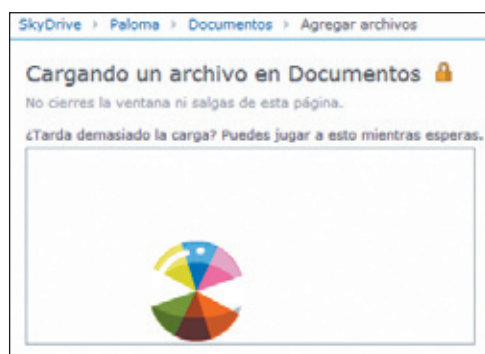 SkyDrive › Paloma › Documentos › Agregar archivos
Cargando un archivo en Documentos
No cierres la ventana ni salgas de esta página.
¿Tarda demasiado la carga? Puedes jugar a esto mientras esperas.